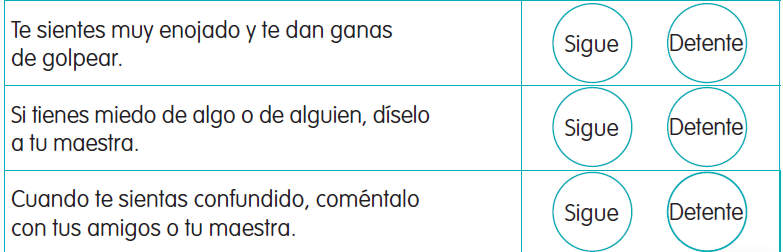 Te sientes muy enojado y te dan ganas
de golpear.
Sigue
Detente
Si tienes miedo de algo o de alguien, díselo
a tu maestra.
Sigue
Detente
Cuando te sientas confundido, coméntalo
con tus amigos o tu maestra.
Sigue
Detente